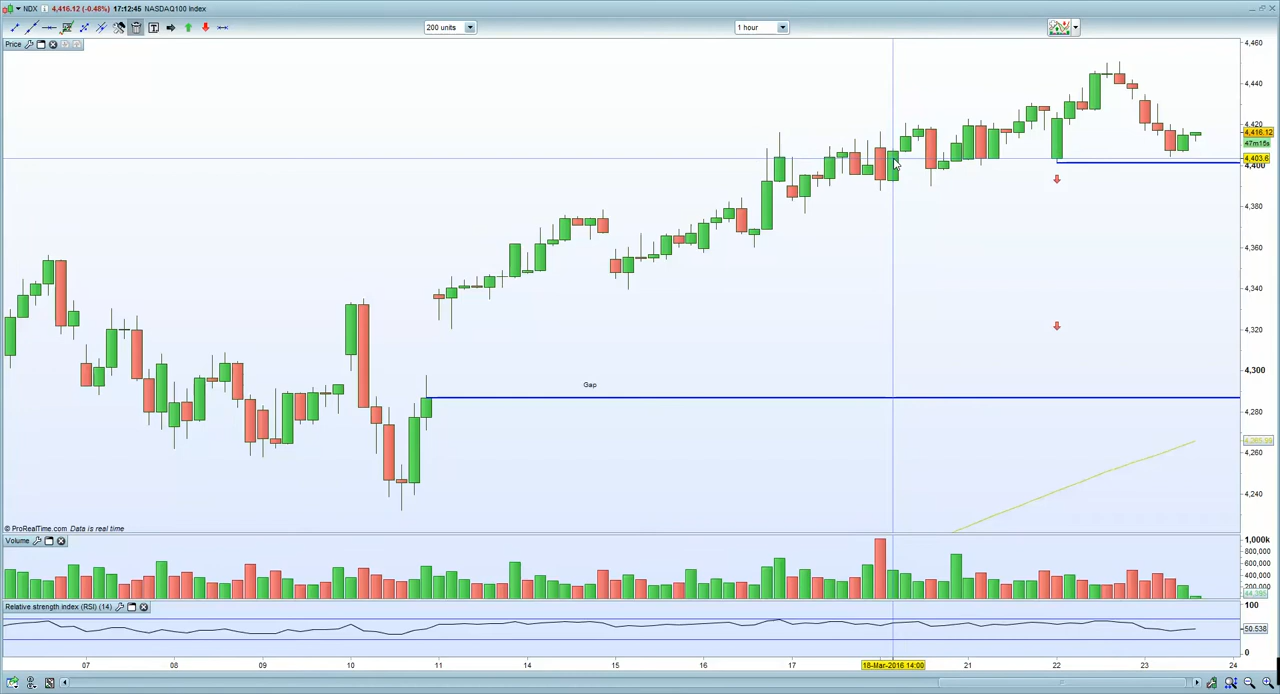 NDX 4,416.12 (-0.48%) 17:12:45 NASDAQ100 Index
200 units 1 hour
Price
4,460
4,440
4,420
4,416.12
47m15s
4,403.6
4,400
4,380
4,360
4,340
4,320
4,300
4,280
4,260
4,240
Gap
© ProRealTime.com Data is real time
Volume
1,000k
800,000
600,000
400,000
200,000
44,395
Relative strength index (RSI) (14)
100
50.538
0
07 08 09 10 11 14 15 16 17 18-Mar-2016 14:00 21 22 23 24